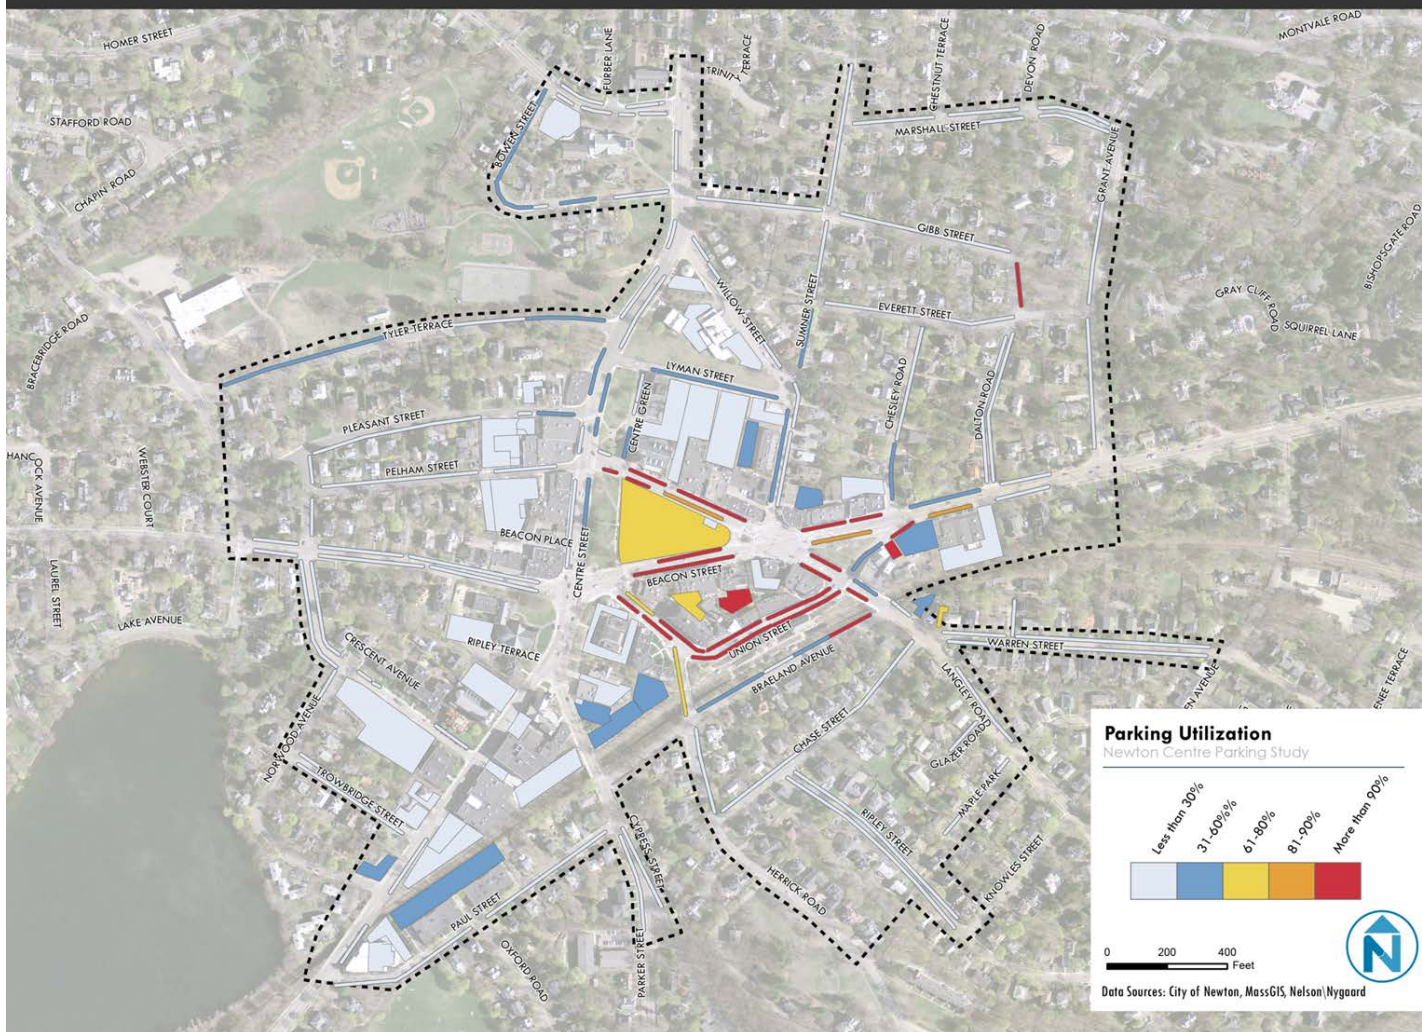 HOMER STREET
FURBER LANE
TRINITY TERRACE
CHESTNUT TERRACE
DEVON ROAD
MONTVALE ROAD
STAFFORD ROAD
BOWEN STREET
MARSHALL STREET
CHAPIN ROAD
GRANT AVENUE
GIBB STREET
BISHOPSGATE ROAD
WILLOW STREET
SUMNER STREET
EVERETT STREET
GRAY CLIFF ROAD
SQUIRREL LANE
BRACEBRIDGE ROAD
TYLER TERRACE
LYMAN STREET
CHESLEY ROAD
DALTON ROAD
PLEASANT STREET
CENTRE GREEN
HANC
OCK AVENUE
WEBSTER COURT
PELHAM STREET
BEACON PLACE
CENTRE STREET
BEACON STREET
LAUREL STREET
LAKE AVENUE
RIPLEY TERRACE
UNION STREET
BRAELAND AVENUE
WARREN STREET
CRESCENT AVENUE
LANGLEY ROAD
EN AVENUE
ENEE TERRACE
NORWOOD AVENUE
CHASE STREET
GLAZER ROAD
TROWBRIDGE STREET
MAPLE PARK
CYPRESS STREET
RIPLEY STREET
KNOWLES STREET
HERRICK ROAD
PAUL STREET
OXFORD ROAD
PARKER STREET
Parking Utilization
Newton Centre Parking Study
Less than 30%
31-60%%
61-80%
81-90%
More than 90%
N
0 200 400
Feet
Data Sources: City of Newton, MassGIS, Nelson\Nygaard